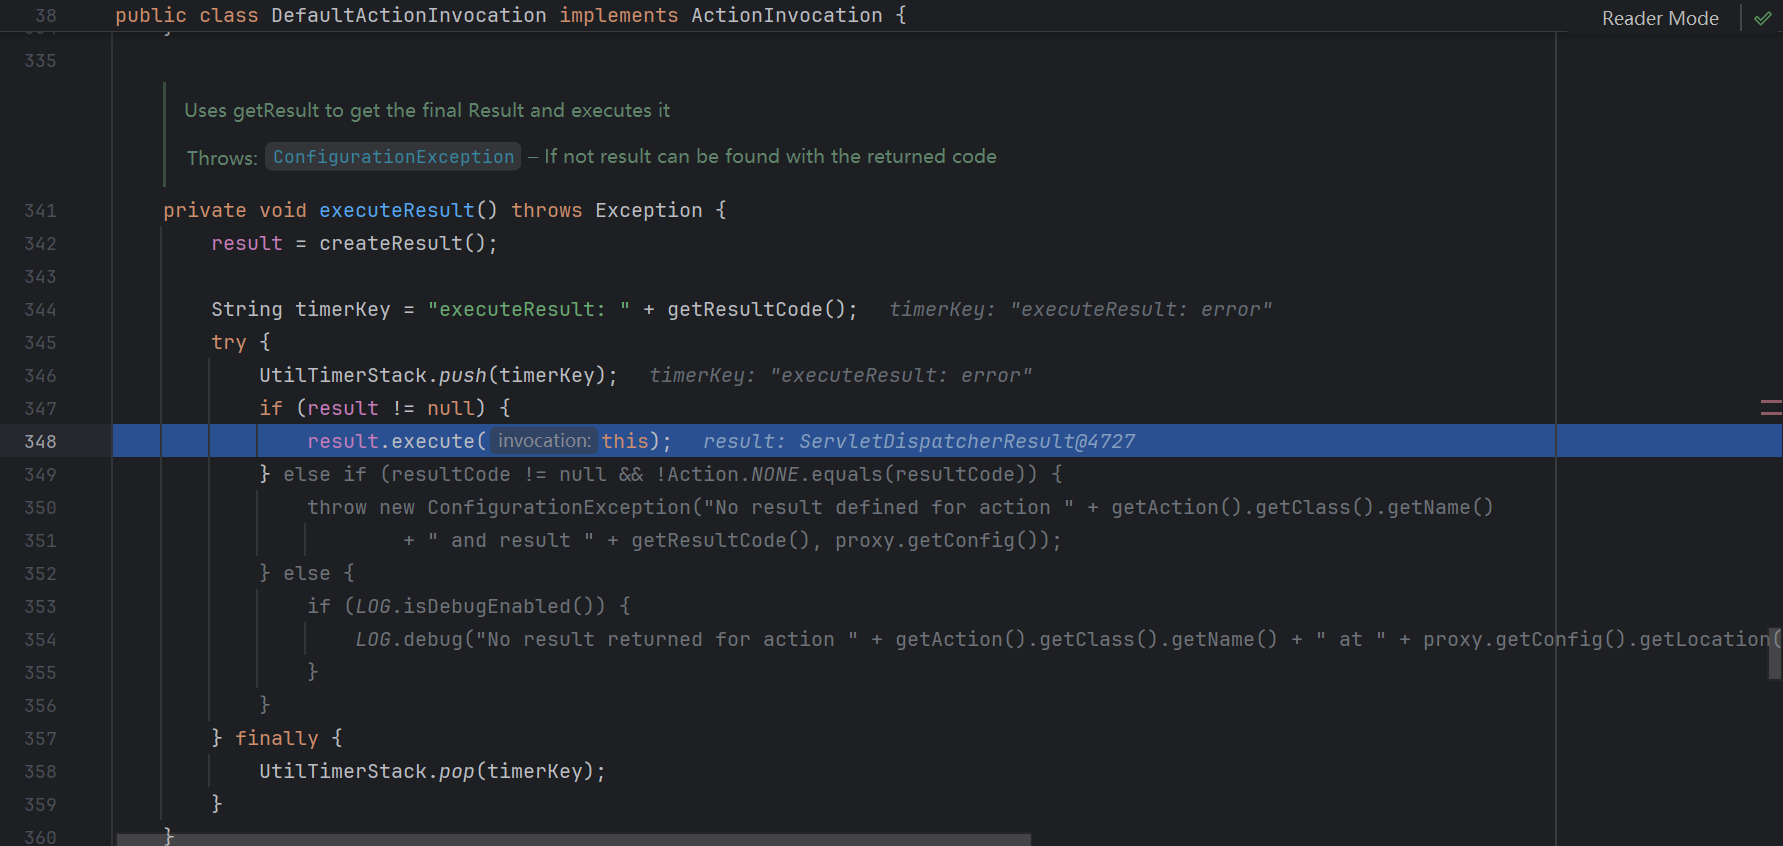 38 public class DefaultActionInvocation implements ActionInvocation {
Reader Mode
335
Uses getResult to get the final Result and executes it
Throws: ConfigurationException – If not result can be found with the returned code
341 private void executeResult() throws Exception {
342 result = createResult();
343
344 String timerKey = "executeResult: " + getResultCode(); timerKey: "executeResult: error"
345 try {
346 UtilTimerStack.push(timerKey); timerKey: "executeResult: error"
347 if (result != null) {
348 result.execute( invocation: this); result: ServletDispatcherResult@4727
349 } else if (resultCode != null && !Action.NONE.equals(resultCode)) {
350 throw new ConfigurationException("No result defined for action " + getAction().getClass().getName()
351 + " and result " + getResultCode(), proxy.getConfig());
352 } else {
353 if (LOG.isDebugEnabled()) {
354 LOG.debug("No result returned for action " + getAction().getClass().getName() + " at " + proxy.getConfig().getLocation(
355 }
356 }
357 } finally {
358 UtilTimerStack.pop(timerKey);
359 }
360 }